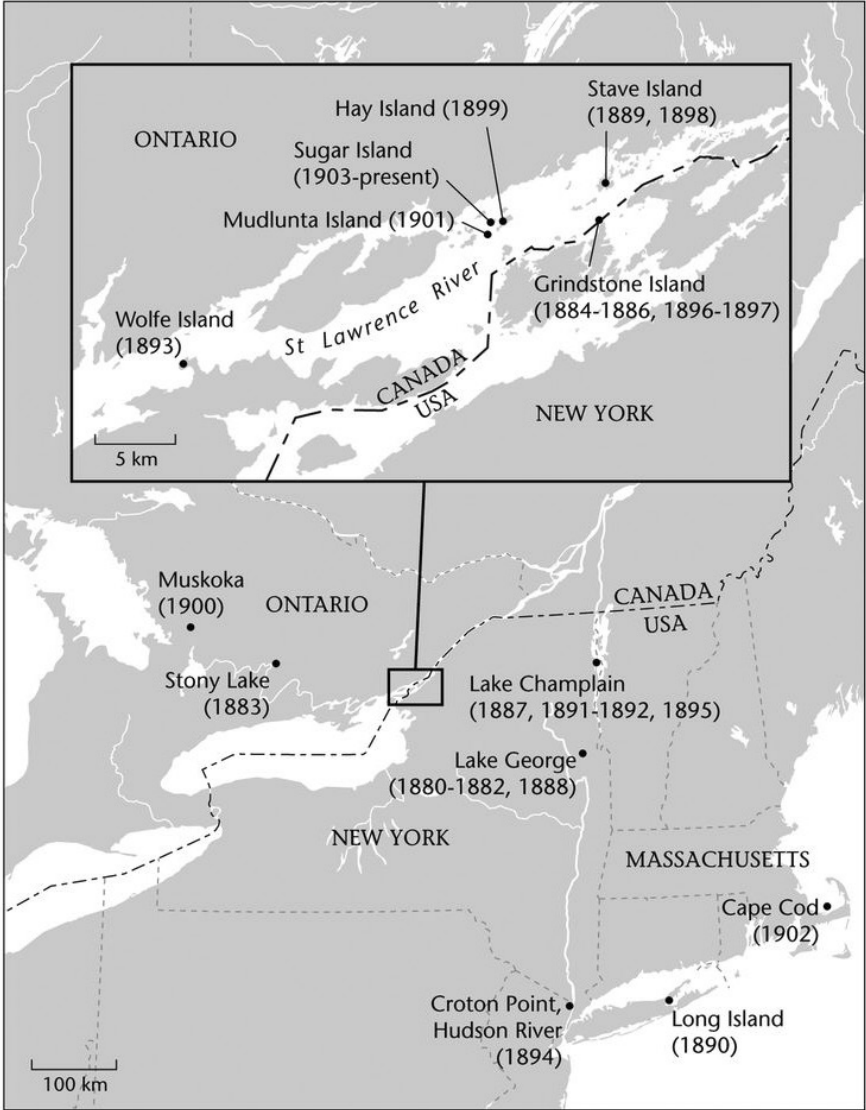 Hay Island (1899)
Stave Island
(1889, 1898)
ONTARIO
Sugar Island
(1903-present)
Mudlunta Island (1901)
Grindstone Island
(1884-1886, 1896-1897)
St Lawrence River
Wolfe Island
(1893)
CANADA
USA
NEW YORK
5 km
Muskoka
(1900)
ONTARIO
CANADA
USA
Stony Lake
(1883)
Lake Champlain
(1887, 1891-1892, 1895)
Lake George
(1880-1882, 1888)
NEW YORK
MASSACHUSETTS
Cape Cod
(1902)
Croton Point,
Hudson River
(1894)
Long Island
(1890)
100 km